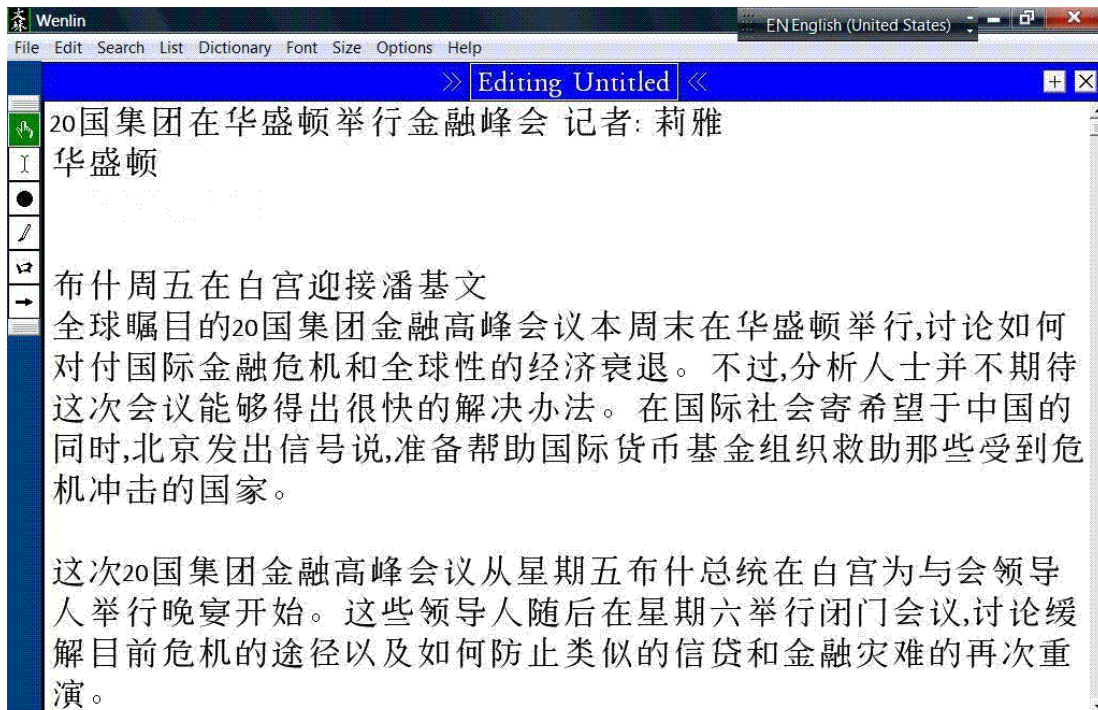 文林 Wenlin
EN English (United States)
File Edit Search List Dictionary Font Size Options Help
» Editing Untitled «
20国集团在华盛顿举行金融峰会 记者: 莉雅
华盛顿
布什周五在白宫迎接潘基文
全球瞩目的20国集团金融高峰会议本周末在华盛顿举行,讨论如何
对付国际金融危机和全球性的经济衰退。不过,分析人士并不期待
这次会议能够得出很快的解决办法。在国际社会寄希望于中国的
同时,北京发出信号说,准备帮助国际货币基金组织救助那些受到危
机冲击的国家。
这次20国集团金融高峰会议从星期五布什总统在白宫为与会领导
人举行晚宴开始。这些领导人随后在星期六举行闭门会议,讨论缓
解目前危机的途径以及如何防止类似的信贷和金融灾难的再次重
演。